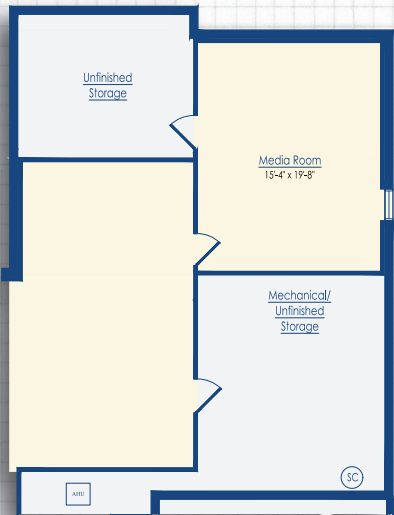 Unfinished
Storage
Media Room
15'-4" x 19'-8"
Mechanical/
Unfinished
Storage
SC
AHU